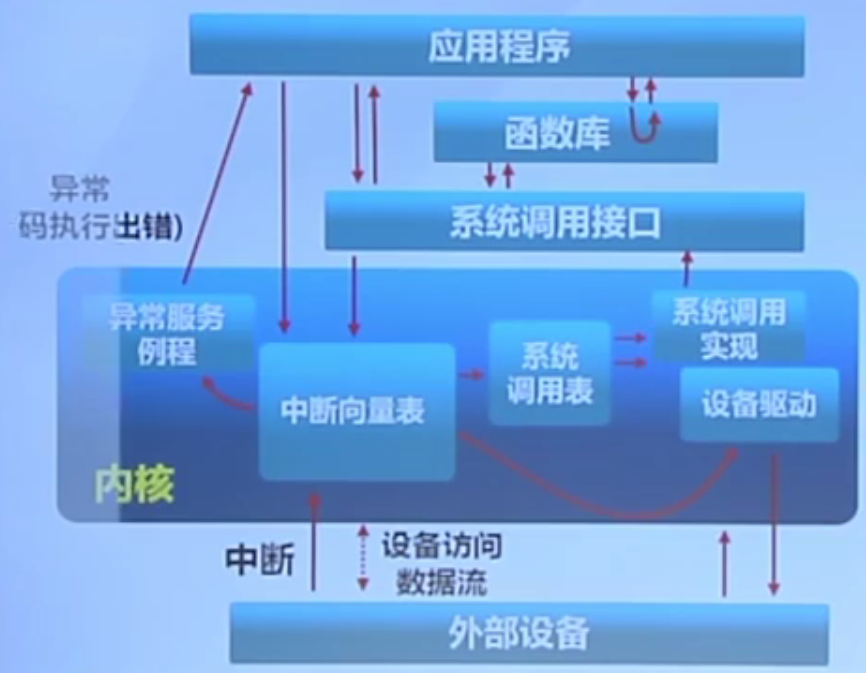 应用程序
函数库
异常
码执行出错)
系统调用接口
异常服务
例程
中断向量表
系统
调用表
系统调用
实现
设备驱动
内核
中断
设备访问
数据流
外部设备